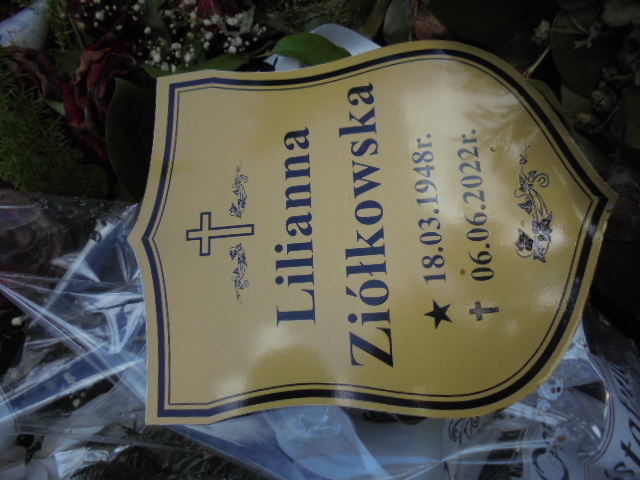 Lilianna
Ziółkowska
★ 18.03.1948r.
✝ 06.06.2022r.